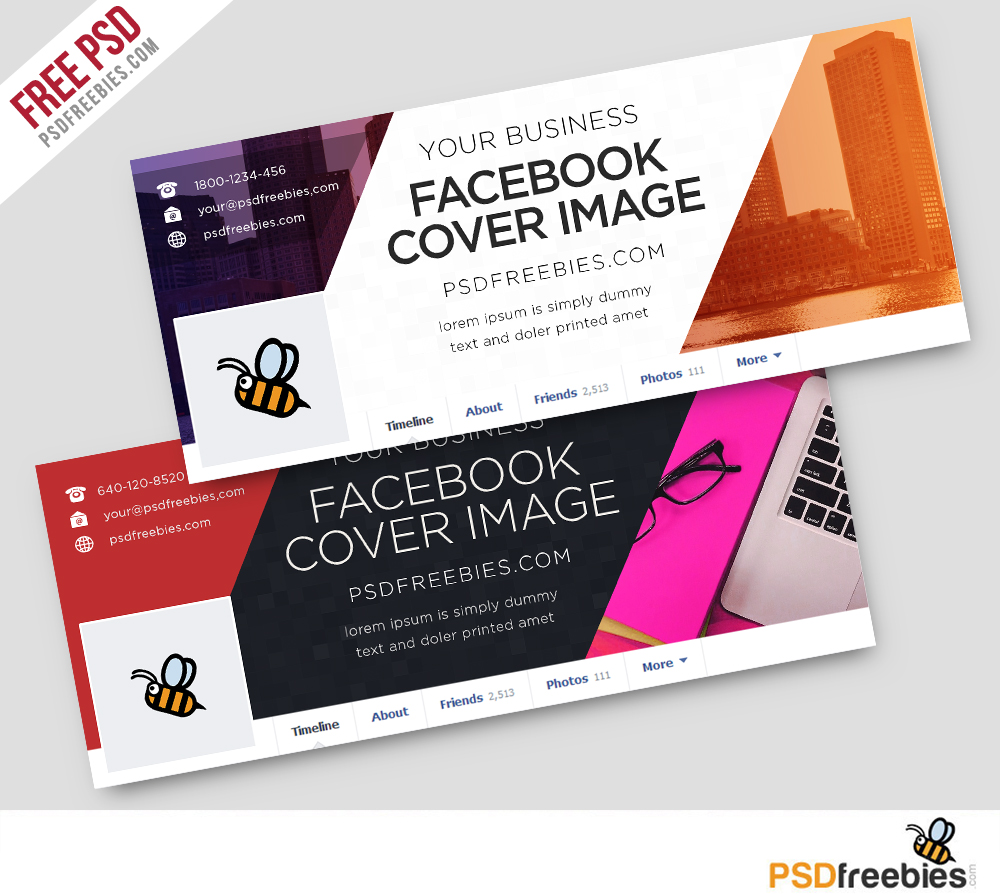 FREE PSD
PSDFREEBIES.COM
1800-1234-456
your@psdfreebies.com
psdfreebies.com
YOUR BUSINESS
FACEBOOK
COVER IMAGE
PSDFREEBIES.COM
lorem ipsum is simply dummy
text and doler printed amet
Timeline About Friends 2,513 Photos 111 More
640-120-8520
your@psdfreebies.com
psdfreebies.com
YOUR BUSINESS
FACEBOOK
COVER IMAGE
PSDFREEBIES.COM
lorem ipsum is simply dummy
text and doler printed amet
Timeline About Friends 2,513 Photos 111 More
PSDfreebies.com